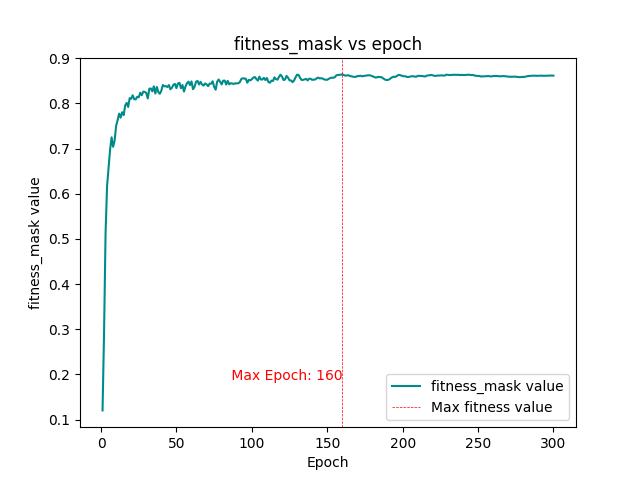 fitness_mask vs epoch
fitness_mask value
0.9
0.8
0.7
0.6
0.5
0.4
0.3
0.2
0.1
Max Epoch: 160
fitness_mask value
Max fitness value
0 50 100 150 200 250 300
Epoch